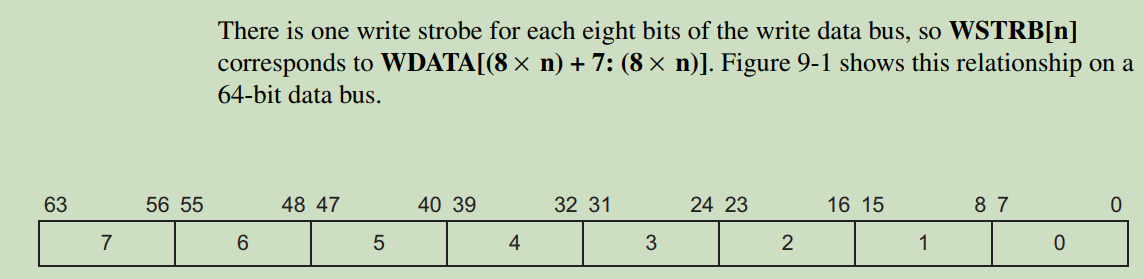 There is one write strobe for each eight bits of the write data bus, so WSTRB[n]
corresponds to WDATA[(8 × n) + 7: (8 × n)]. Figure 9-1 shows this relationship on a
64-bit data bus.
63 56 55 48 47 40 39 32 31 24 23 16 15 8 7 0
7 6 5 4 3 2 1 0